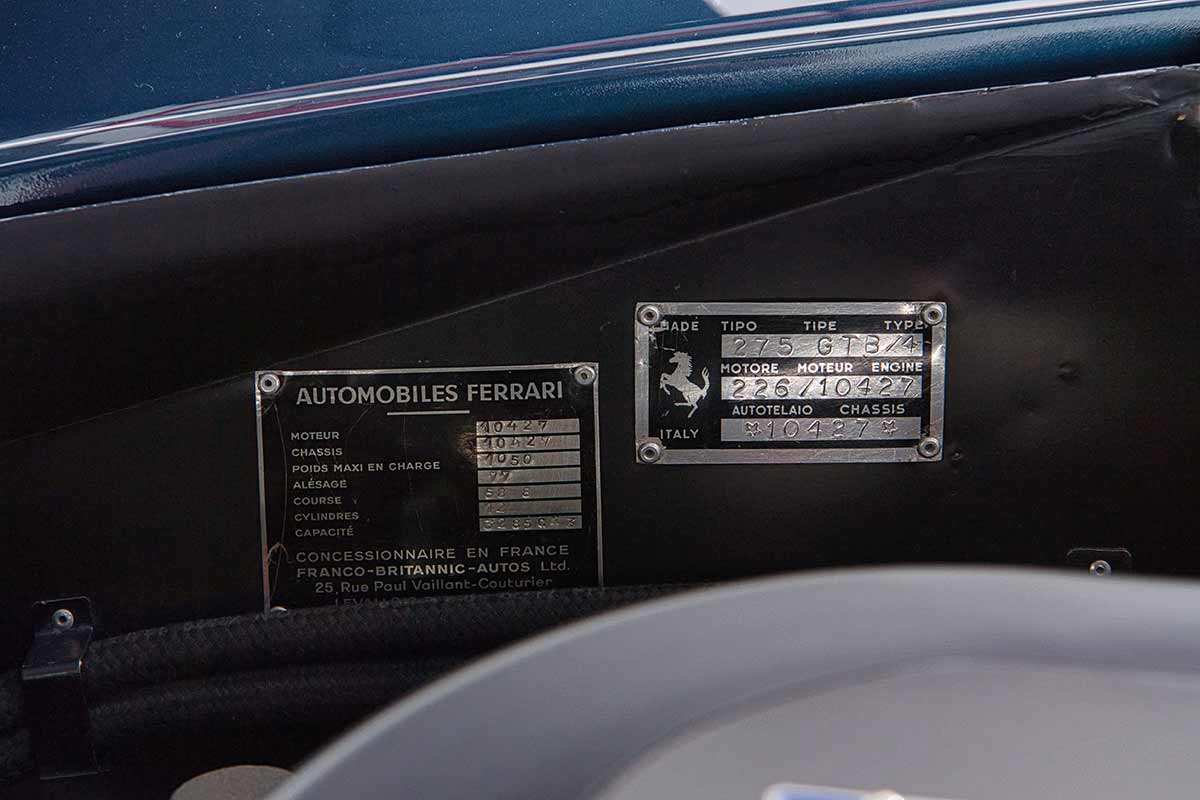 AUTOMOBILES FERRARI
MOTEUR 10427
CHASSIS 10427
POIDS MAXI EN CHARGE 1050
ALÉSAGE 77
COURSE 58 8
CYLINDRES 12
CAPACITÉ
CONCESSIONNAIRE EN FRANCE
FRANCO-BRITANNIC-AUTOS Ltd.
25, Rue Paul Vaillant-Couturier
MADE TIPO TIPE TYPE
275 GTB/4
MOTORE MOTEUR ENGINE
226/10427
AUTOTELAIO CHASSIS
ITALY *10427*